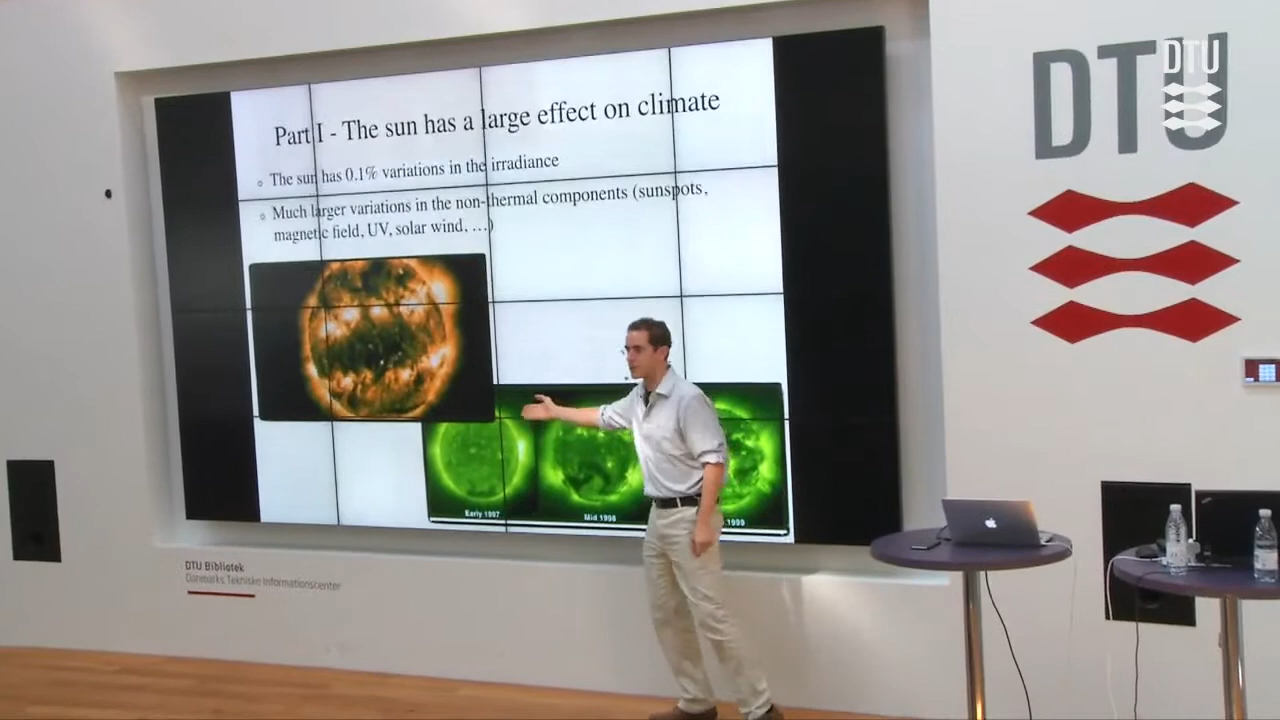 DTU
DTU
Part I - The sun has a large effect on climate
The sun has 0.1% variations in the irradiance
Much larger variations in the non-thermal components (sunspots,
magnetic field, UV, solar wind, …)
Early 1997
Mid 1998
1999
DTU Bibliotek
Danmarks Tekniske Informationscenter